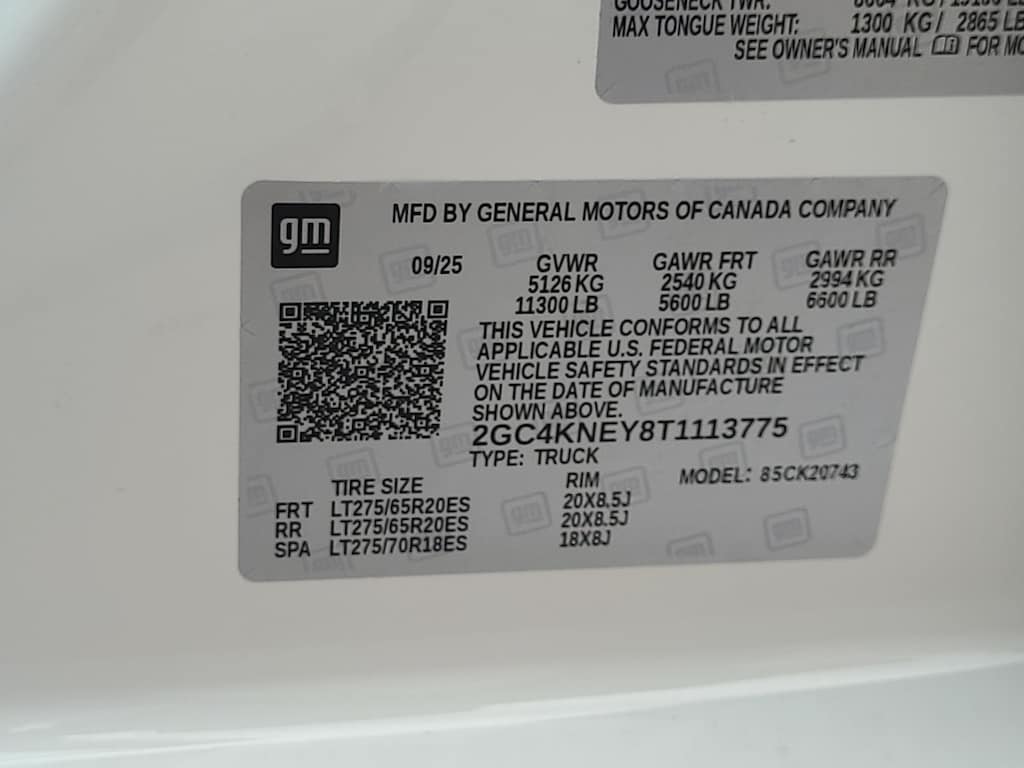 MAX TONGUE WEIGHT: 1300 KG / 2865 LB
SEE OWNER'S MANUAL FOR
gm
MFD BY GENERAL MOTORS OF CANADA COMPANY
09/25 GVWR GAWR FRT GAWR RR
5126 KG 2540 KG 2994 KG
11300 LB 5600 LB 6600 LB
THIS VEHICLE CONFORMS TO ALL
APPLICABLE U.S. FEDERAL MOTOR
VEHICLE SAFETY STANDARDS IN EFFECT
ON THE DATE OF MANUFACTURE
SHOWN ABOVE.
2GC4KNEY8T1113775
TYPE: TRUCK
MODEL: 85CK20743
TIRE SIZE RIM
FRT LT275/65R20ES 20X8.5J
RR LT275/65R20ES 20X8.5J
SPA LT275/70R18ES 18X8J